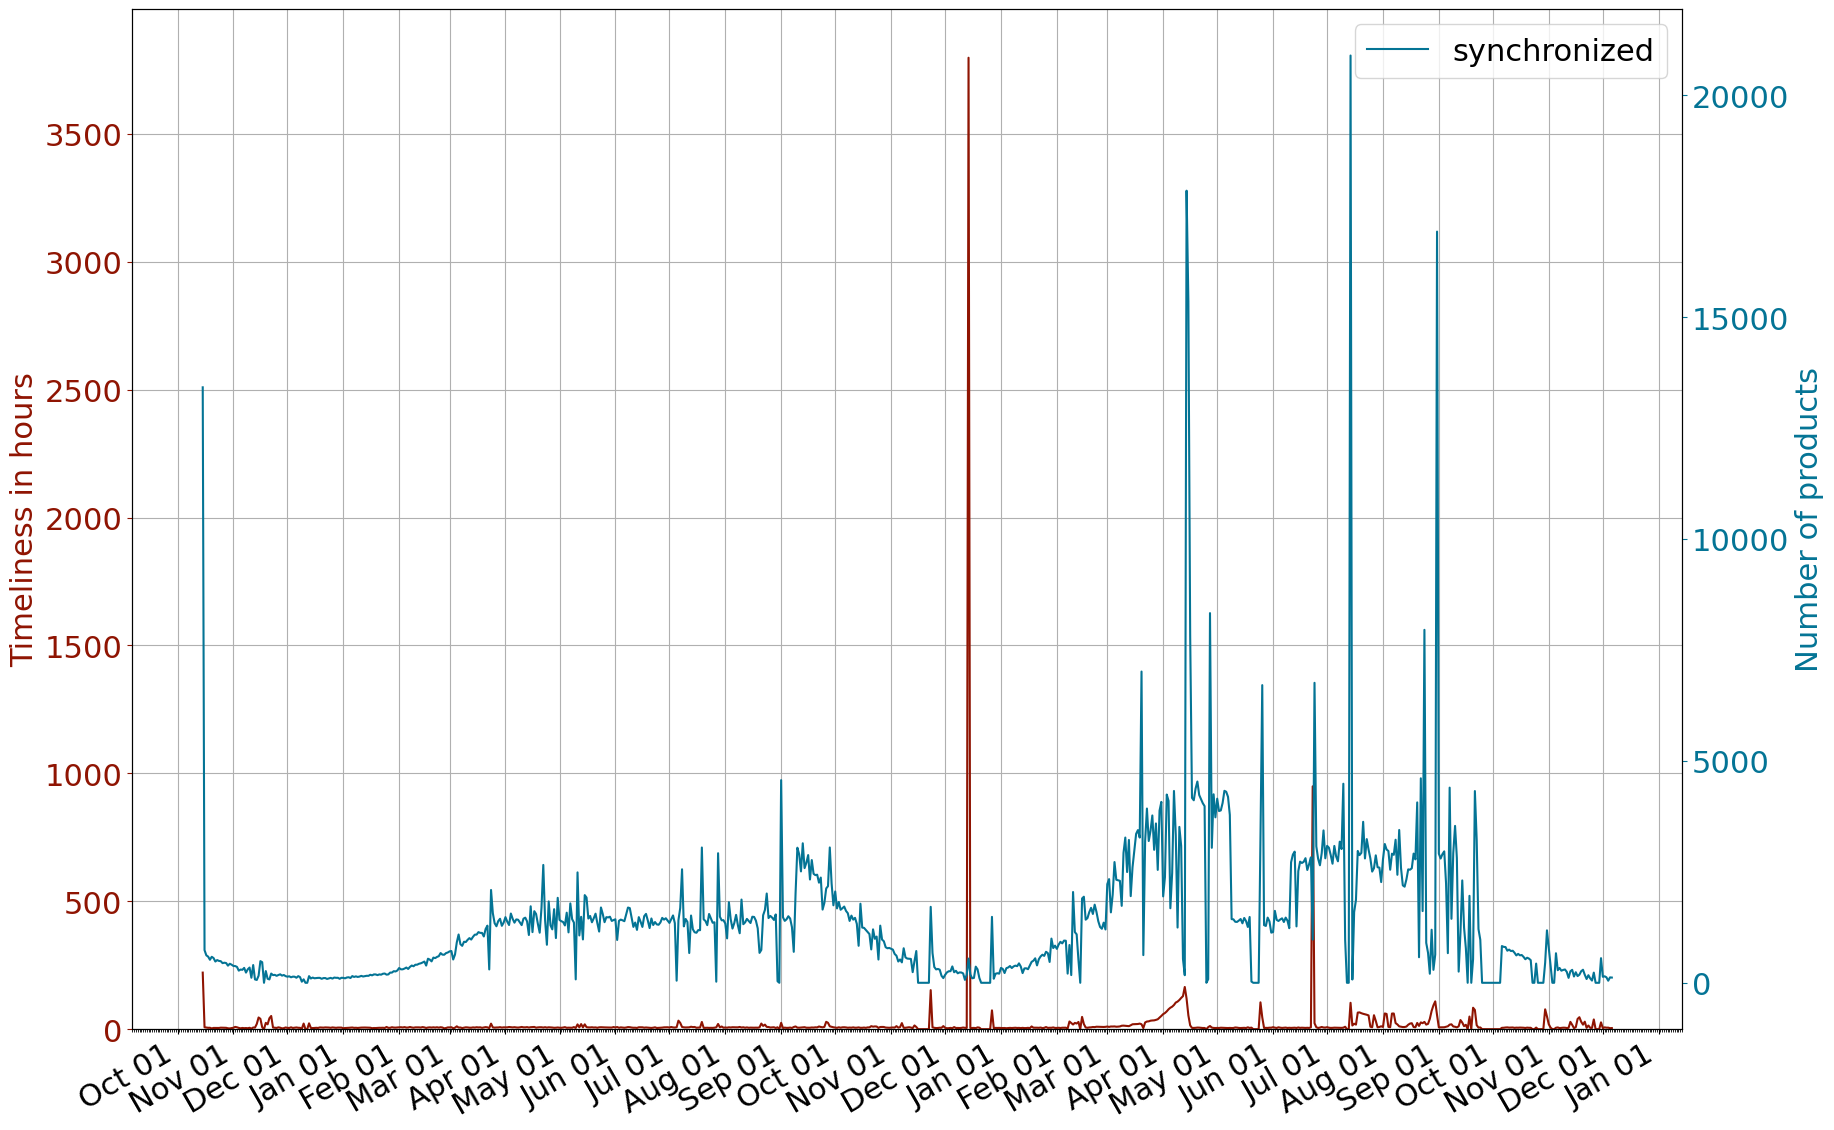 synchronized
Timeliness in hours
3500
3000
2500
2000
1500
1000
500
0
Number of products
20000
15000
10000
5000
0
Oct 01
Nov 01
Dec 01
Jan 01
Feb 01
Mar 01
Apr 01
May 01
Jun 01
Jul 01
Aug 01
Sep 01
Oct 01
Nov 01
Dec 01
Jan 01
Feb 01
Mar 01
Apr 01
May 01
Jun 01
Jul 01
Aug 01
Sep 01
Oct 01
Nov 01
Dec 01
Jan 01